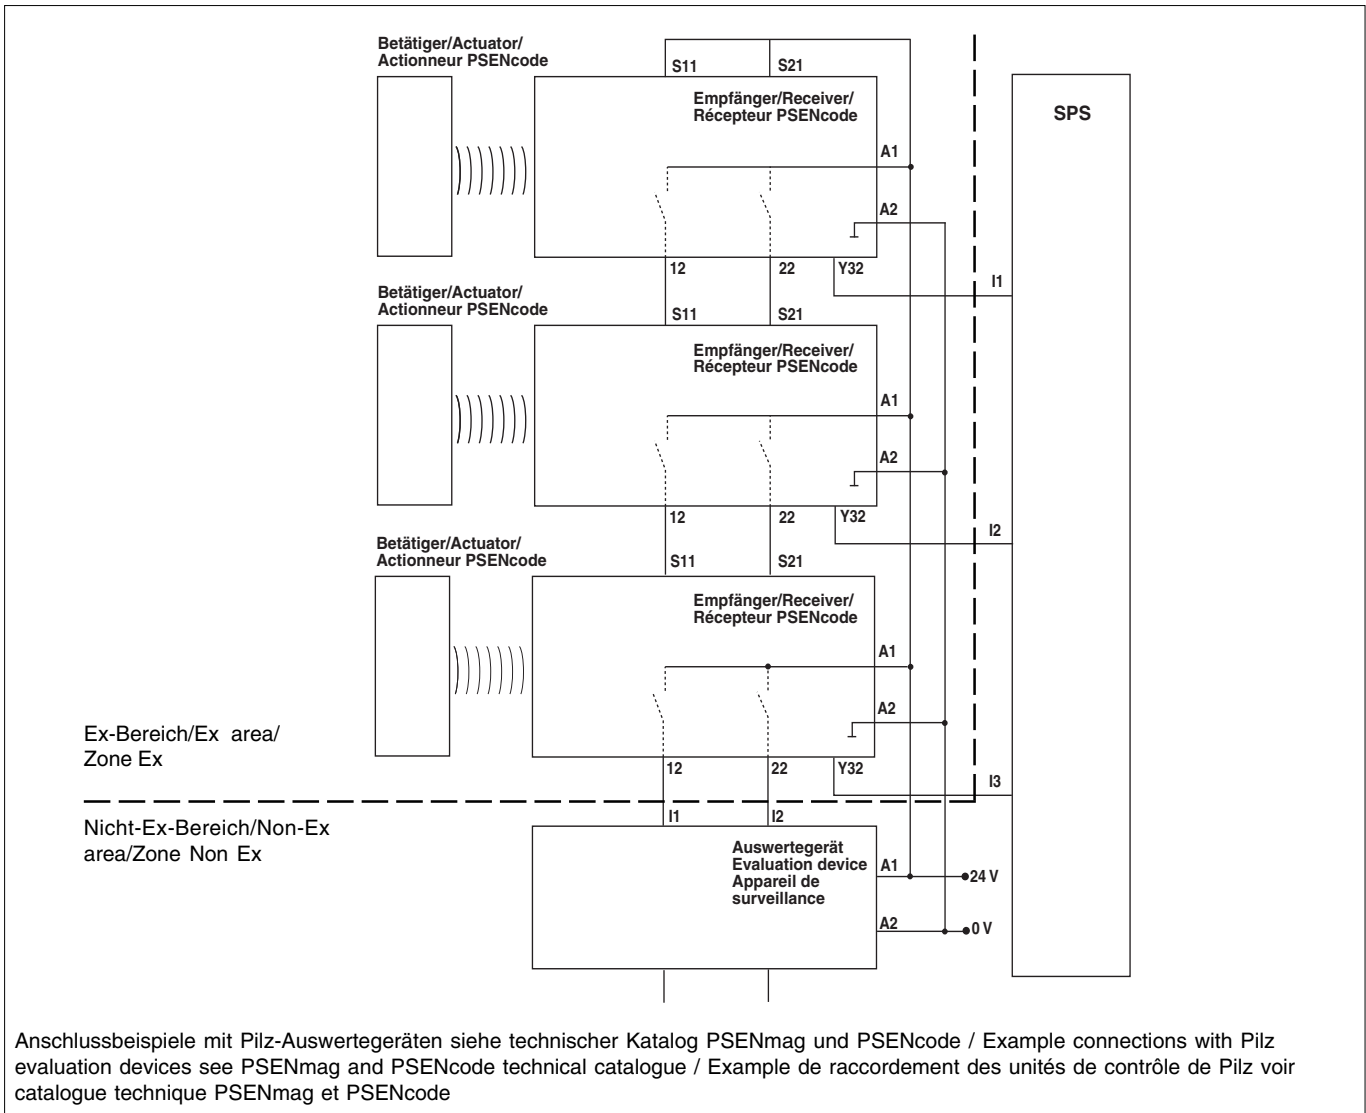 Betätiger/Actuator/
Actionneur PSENcode
S11
S21
Empfänger/Receiver/
Récepteur PSENcode
SPS
A1
A2
12
22
Y32
I1
Betätiger/Actuator/
Actionneur PSENcode
S11
S21
Empfänger/Receiver/
Récepteur PSENcode
A1
A2
12
22
Y32
I2
Betätiger/Actuator/
Actionneur PSENcode
S11
S21
Empfänger/Receiver/
Récepteur PSENcode
A1
A2
Ex-Bereich/Ex area/
Zone Ex
12
22
Y32
I3
Nicht-Ex-Bereich/Non-Ex
area/Zone Non Ex
I1
I2
Auswertegerät
Evaluation device
Appareil de
surveillance
A1
24 V
A2
0 V
Anschlussbeispiele mit Pilz-Auswertegeräten siehe technischer Katalog PSENmag und PSENcode / Example connections with Pilz
evaluation devices see PSENmag and PSENcode technical catalogue / Example de raccordement des unités de contrôle de Pilz voir
catalogue technique PSENmag et PSENcode